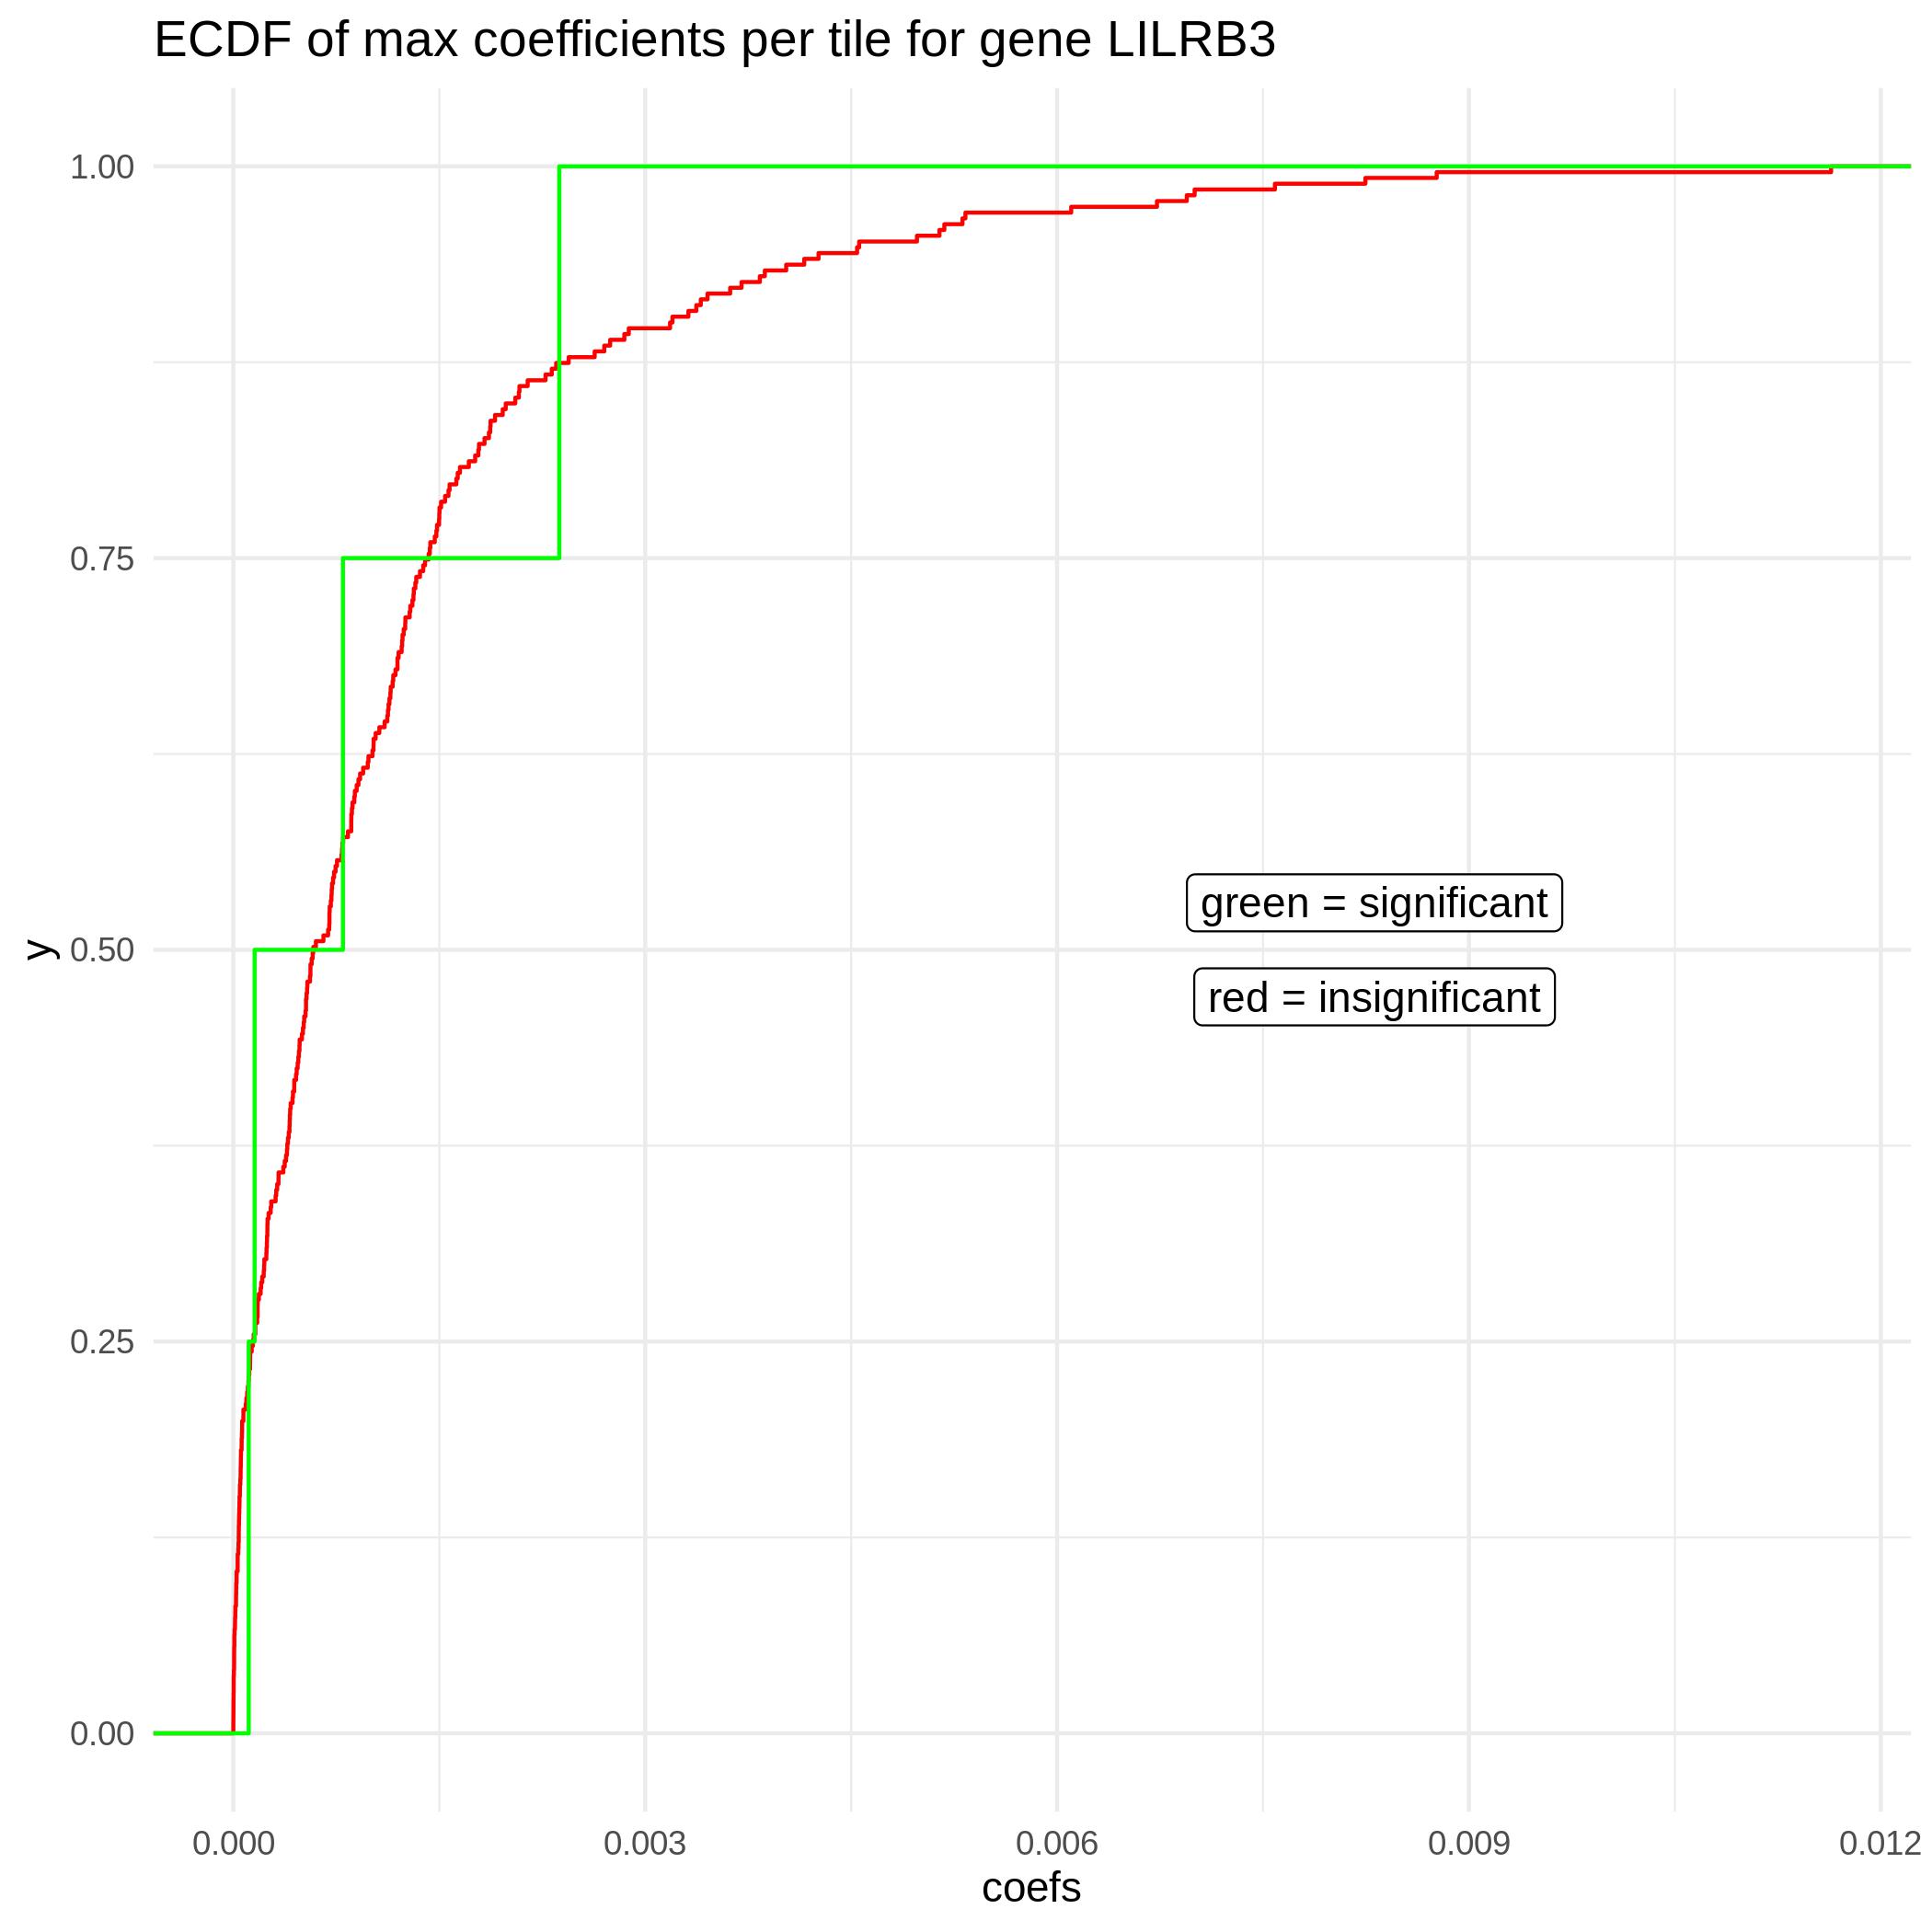 ECDF of max coefficients per tile for gene LILRB3
1.00
0.75
0.50
0.25
0.00
y
green = significant
red = insignificant
0.000 0.003 0.006 0.009 0.012
coefs